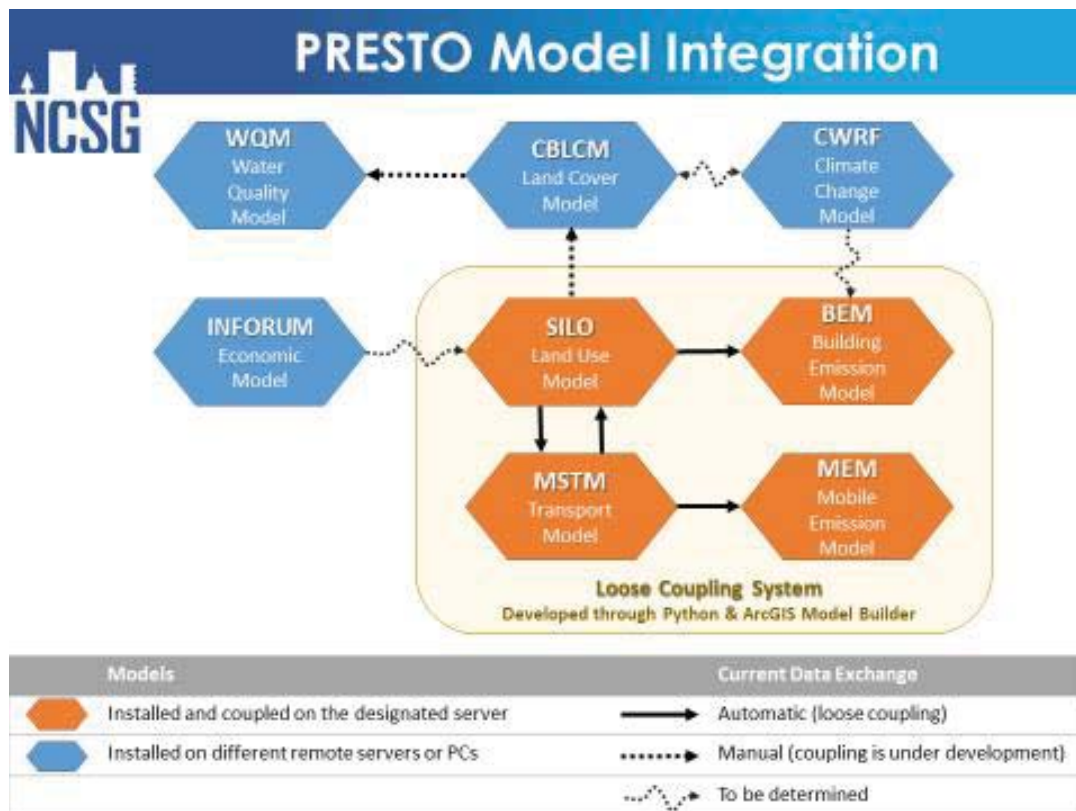 PRESTO Model Integration
NCSG
WQM
Water
Quality
Model
CBLCM
Land Cover
Model
CWRF
Climate
Change
Model
INFORUM
Economic
Model
SILO
Land Use
Model
BEM
Building
Emission
Model
MSTM
Transport
Model
MEM
Mobile
Emission
Model
Loose Coupling System
Developed through Python & ArcGIS Model Builder
Models
Current Data Exchange
Installed and coupled on the designated server
Automatic (loose coupling)
Installed on different remote servers or PCs
Manual (coupling is under development)
To be determined